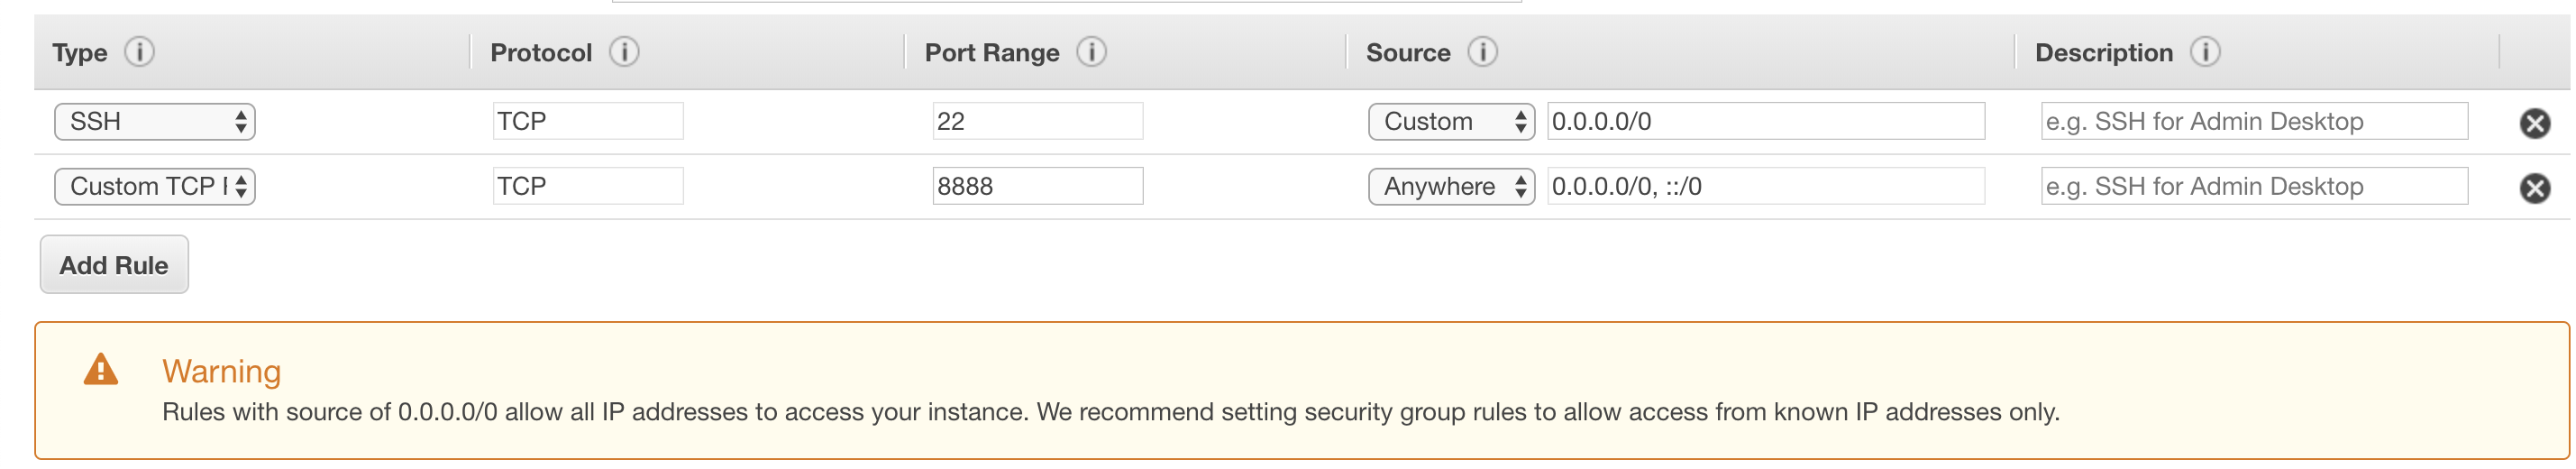 Type Protocol Port Range Source Description
SSH TCP 22 Custom 0.0.0.0/0 e.g. SSH for Admin Desktop
Custom TCP TCP 8888 Anywhere 0.0.0.0/0, ::/0 e.g. SSH for Admin Desktop
Add Rule
Warning
Rules with source of 0.0.0.0/0 allow all IP addresses to access your instance. We recommend setting security group rules to allow access from known IP addresses only.